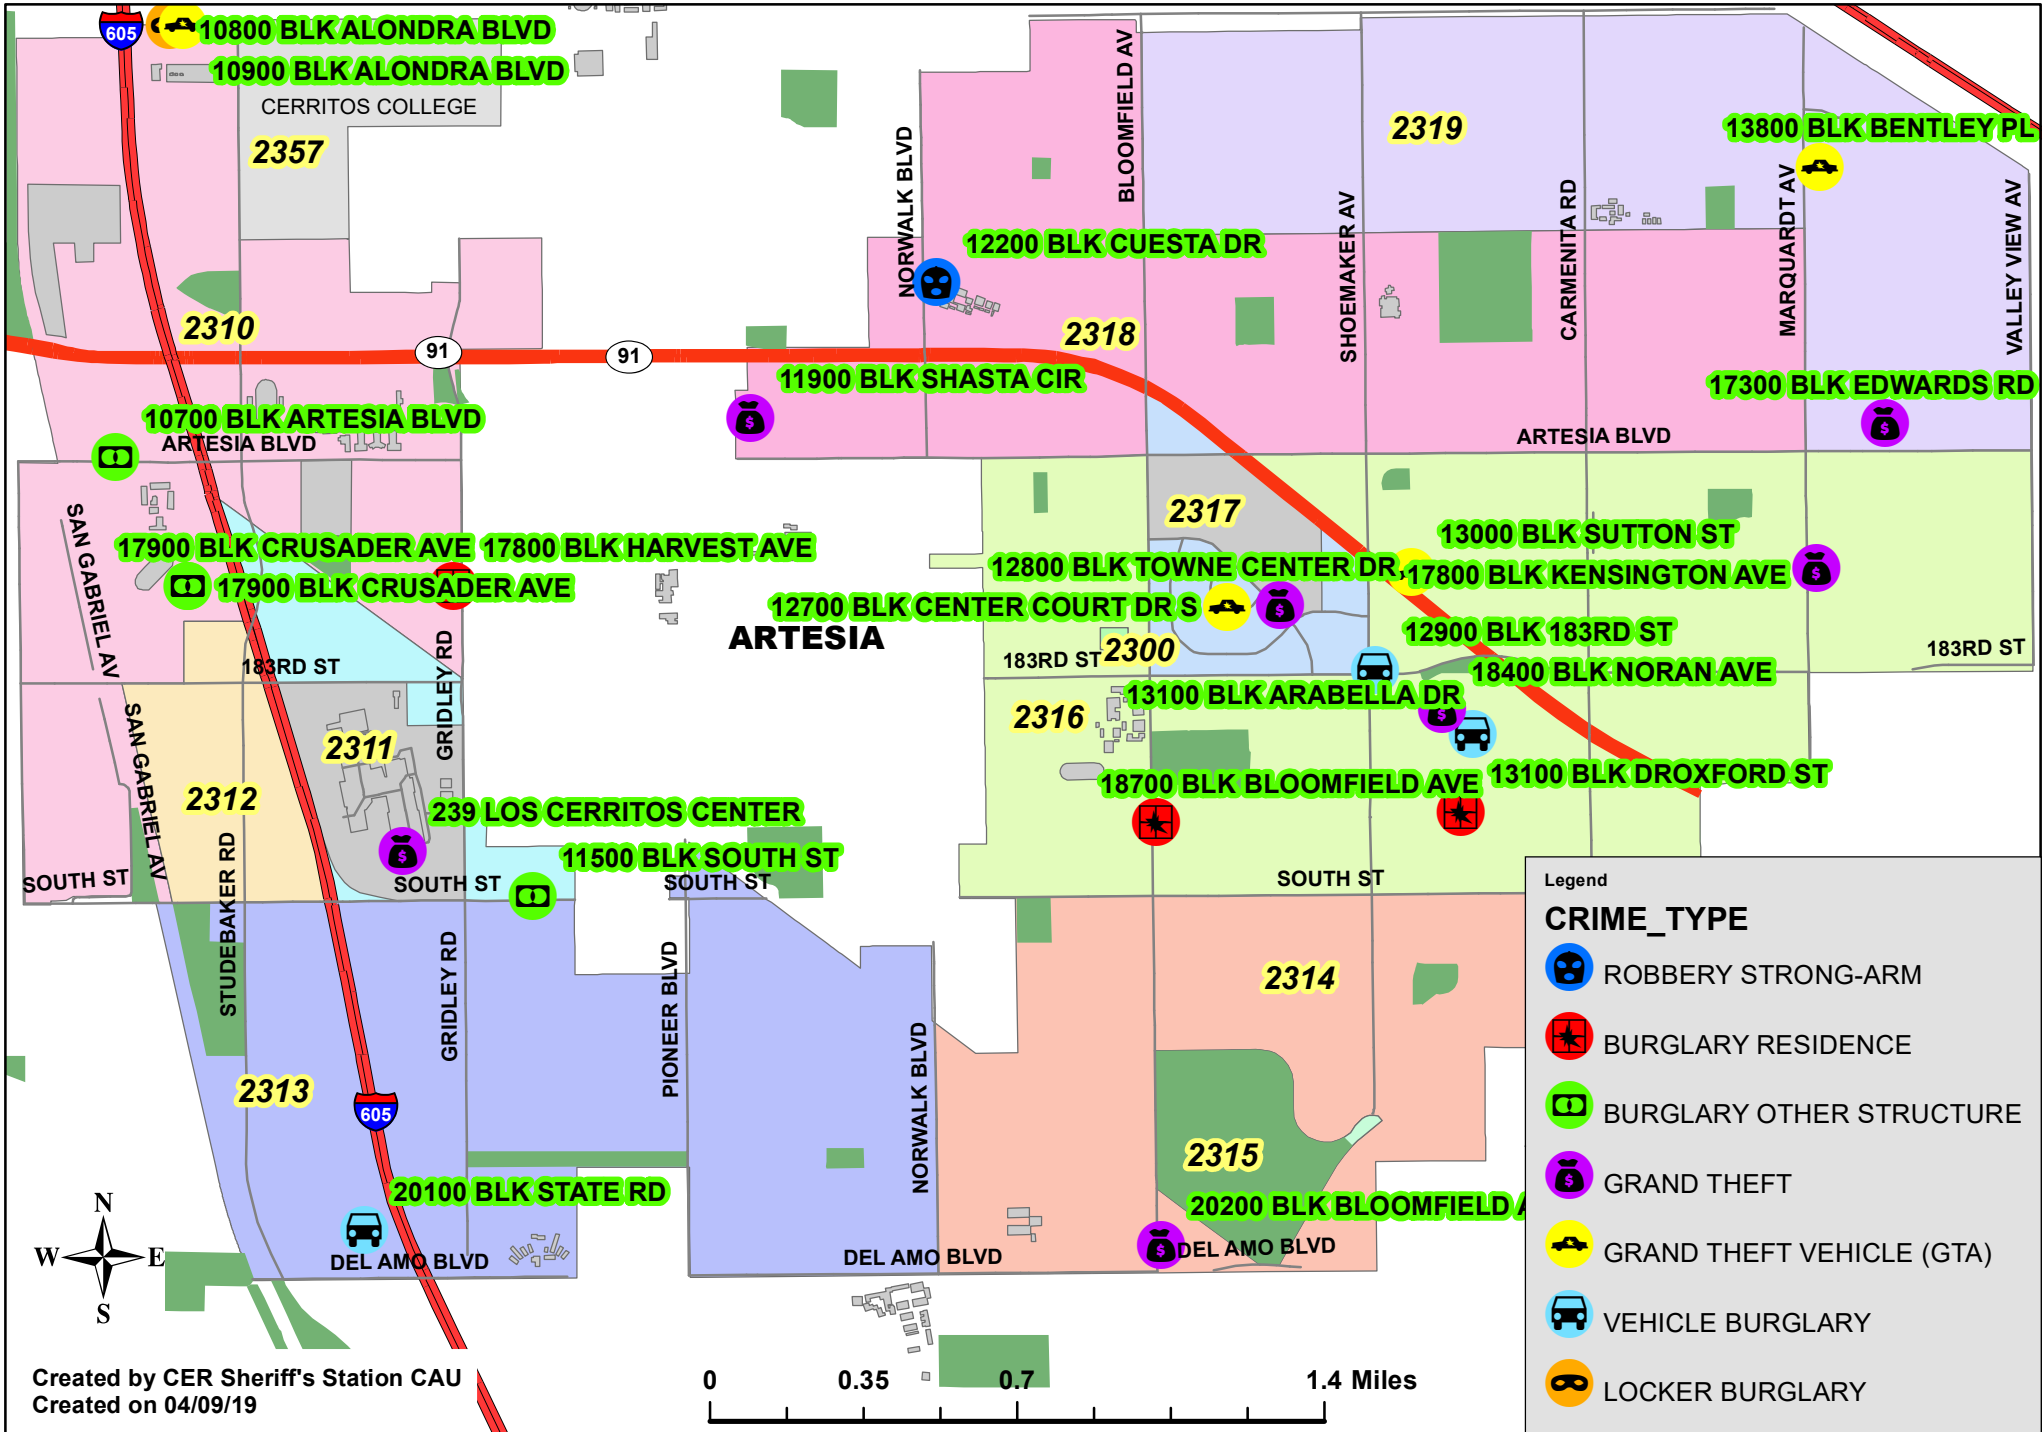 605
10800 BLK ALONDRA BLVD
10900 BLK ALONDRA BLVD
CERRITOS COLLEGE
2357
NORWALK BLVD
BLOOMFIELD AV
2319
13800 BLK BENTLEY PL
SHOEMAKER AV
CARMENITA RD
MARQUARDT AV
VALLEY VIEW AV
12200 BLK CUESTA DR
2310
2318
91
91
11900 BLK SHASTA CIR
17300 BLK EDWARDS RD
10700 BLK ARTESIA BLVD
ARTESIA BLVD
ARTESIA BLVD
2317
SAN GABRIEL AV
17900 BLK CRUSADER AVE
17800 BLK HARVEST AVE
13000 BLK SUTTON ST
12800 BLK TOWNE CENTER DR
17800 BLK KENSINGTON AVE
17900 BLK CRUSADER AVE
12700 BLK CENTER COURT DR S
ARTESIA
12900 BLK 183RD ST
183RD ST
183RD ST
2300
183RD ST
18400 BLK NORAN AVE
GRIDLEY RD
13100 BLK ARABELLA DR
2316
SAN GABRIEL AV
2311
2312
18700 BLK BLOOMFIELD AVE
13100 BLK DROXFORD ST
239 LOS CERRITOS CENTER
11500 BLK SOUTH ST
SOUTH ST
SOUTH ST
SOUTH ST
SOUTH ST
STUDEBAKER RD
GRIDLEY RD
PIONEER BLVD
NORWALK BLVD
2314
2313
605
2315
20100 BLK STATE RD
20200 BLK BLOOMFIELD A
DEL AMO BLVD
DEL AMO BLVD
DEL AMO BLVD
N
W E
S
Legend
CRIME_TYPE
ROBBERY STRONG-ARM
BURGLARY RESIDENCE
BURGLARY OTHER STRUCTURE
GRAND THEFT
GRAND THEFT VEHICLE (GTA)
VEHICLE BURGLARY
LOCKER BURGLARY
Created by CER Sheriff's Station CAU
Created on 04/09/19
0 0.35 0.7 1.4 Miles